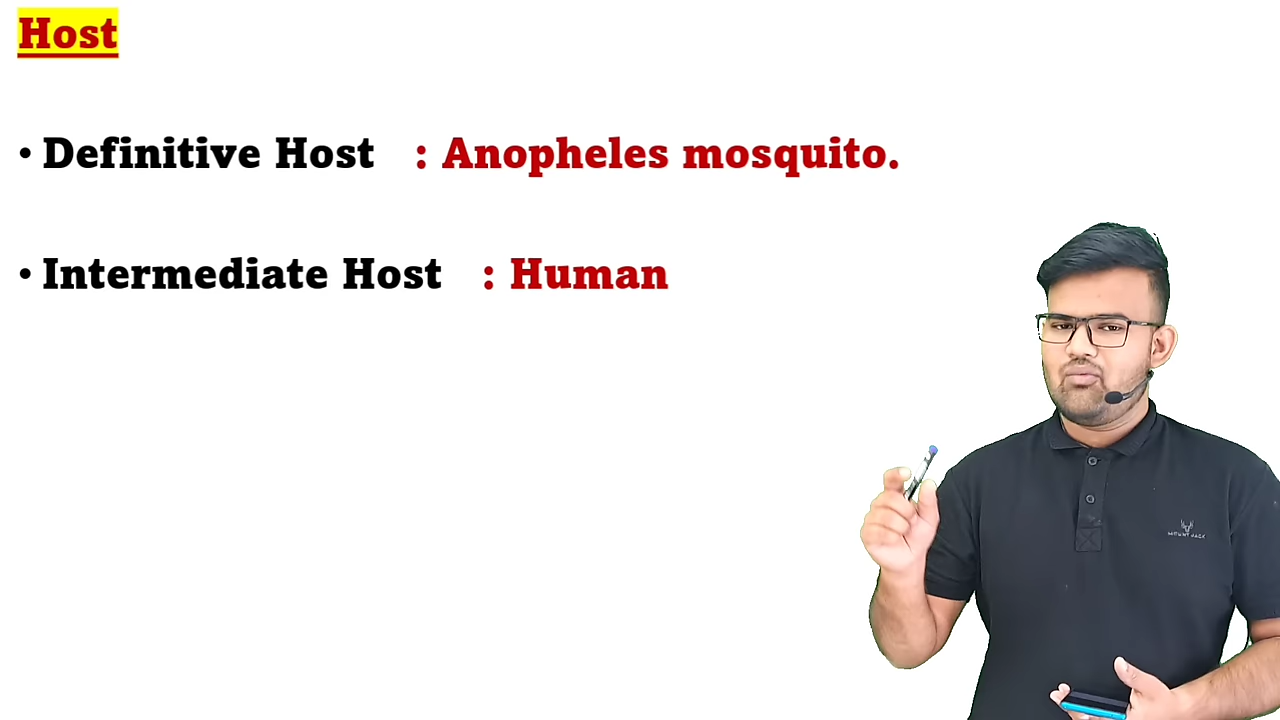 Host
• Definitive Host : Anopheles mosquito.
• Intermediate Host : Human